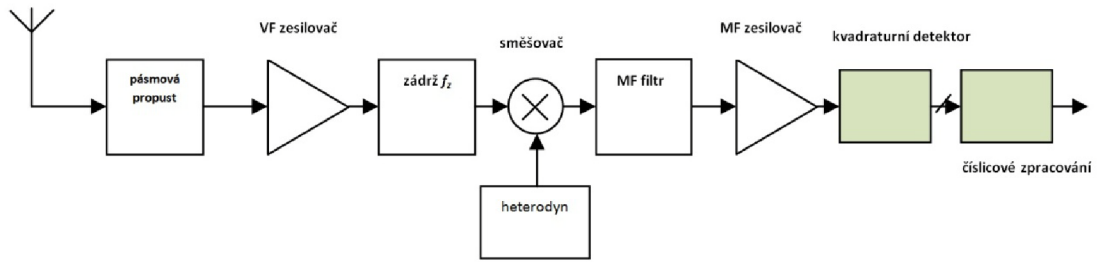 VF zesilovač
MF zesilovač
kvadraturní detektor
směšovač
pásmová
propust
zádrž fz
MF filtr
číslicové zpracování
heterodyn